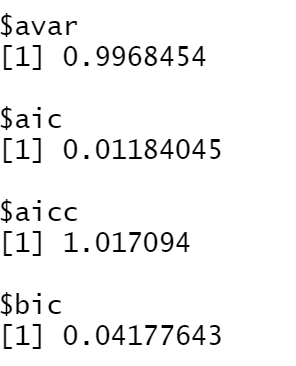 $avar
[1] 0.9968454
$aic
[1] 0.01184045
$aicc
[1] 1.017094
$bic
[1] 0.04177643